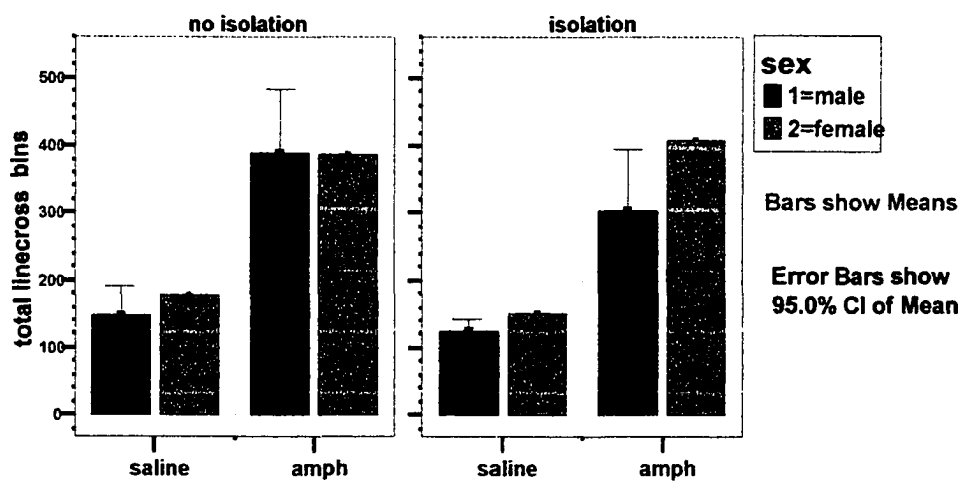 no isolation
isolation
total linecross bins
500
400
300
200
100
0
saline
amph
saline
amph
sex
1=male
2=female
Bars show Means
Error Bars show
95.0% CI of Mean